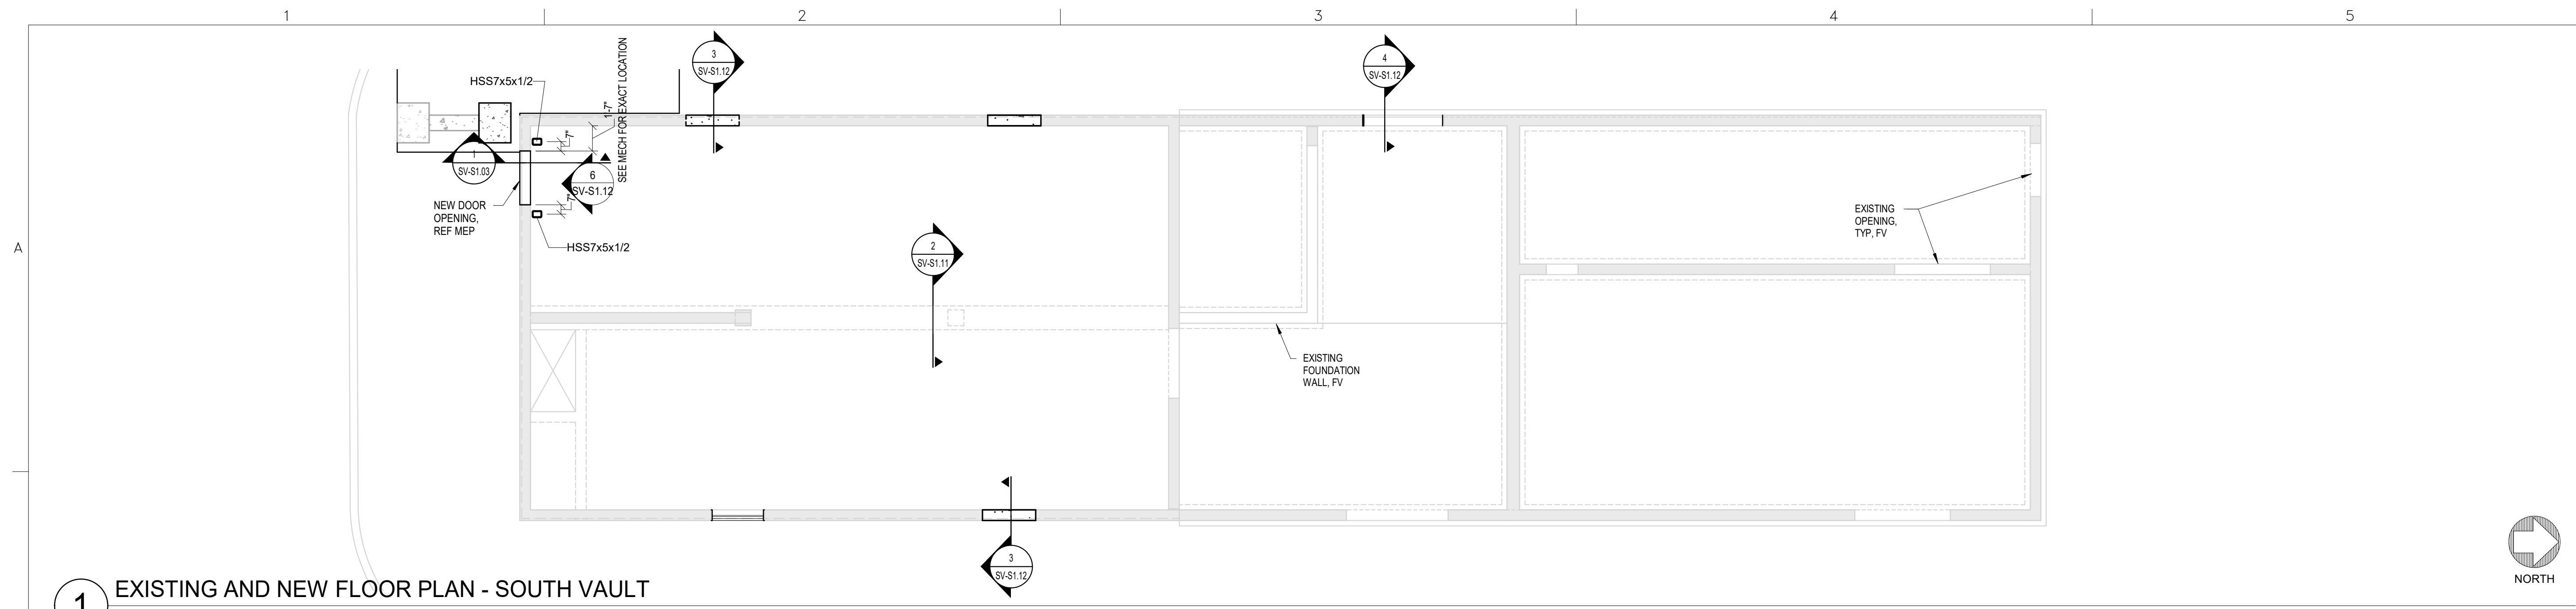 1
2
3
4
5
A
HSS7x5x1/2
7"
1'-7"
SEE MECH FOR EXACT LOCATION
3
SV-S1.12
4
SV-S1.12
1
SV-S1.03
6
SV-S1.12
7"
NEW DOOR
OPENING,
REF MEP
HSS7x5x1/2
2
SV-S1.11
EXISTING
OPENING,
TYP, FV
EXISTING
FOUNDATION
WALL, FV
3
SV-S1.12
NORTH
1
EXISTING AND NEW FLOOR PLAN - SOUTH VAULT